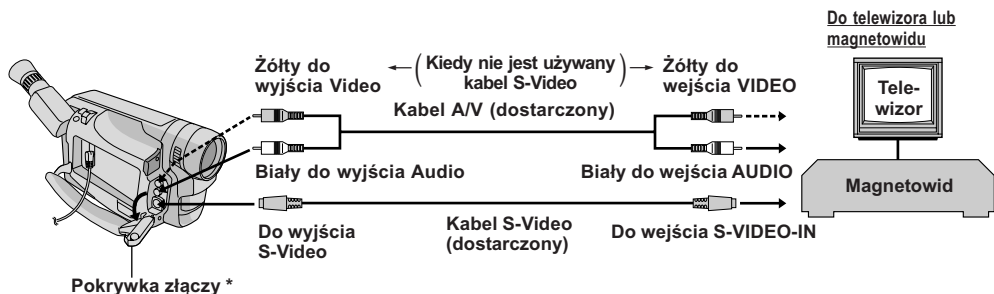 Do telewizora lub
magnetowidu
Żółty do
wyjścia Video
(Kiedy nie jest używany
kabel S-Video)
Żółty do
wejścia VIDEO
Kabel A/V (dostarczony)
Tele-
wizor
Biały do wyjścia Audio
Biały do wejścia AUDIO
Magnetowid
Do wyjścia
S-Video
Kabel S-Video
(dostarczony)
Do wejścia S-VIDEO-IN
Pokrywka złączy *